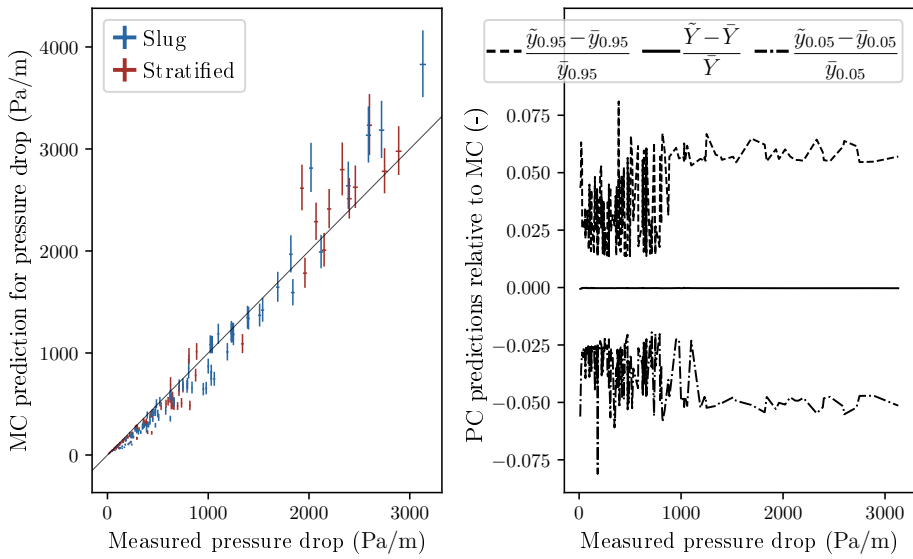 MC prediction for pressure drop (Pa/m)
4000
3000
2000
1000
0
Slug
Stratified
0 1000 2000 3000
Measured pressure drop (Pa/m)
PC predictions relative to MC (-)
0.075
0.050
0.025
0.000
−0.025
−0.050
−0.075
ỹ0.95−ȳ0.95 / ȳ0.95
Ỹ−Ȳ / Ȳ
ỹ0.05−ȳ0.05 / ȳ0.05
0 1000 2000 3000
Measured pressure drop (Pa/m)